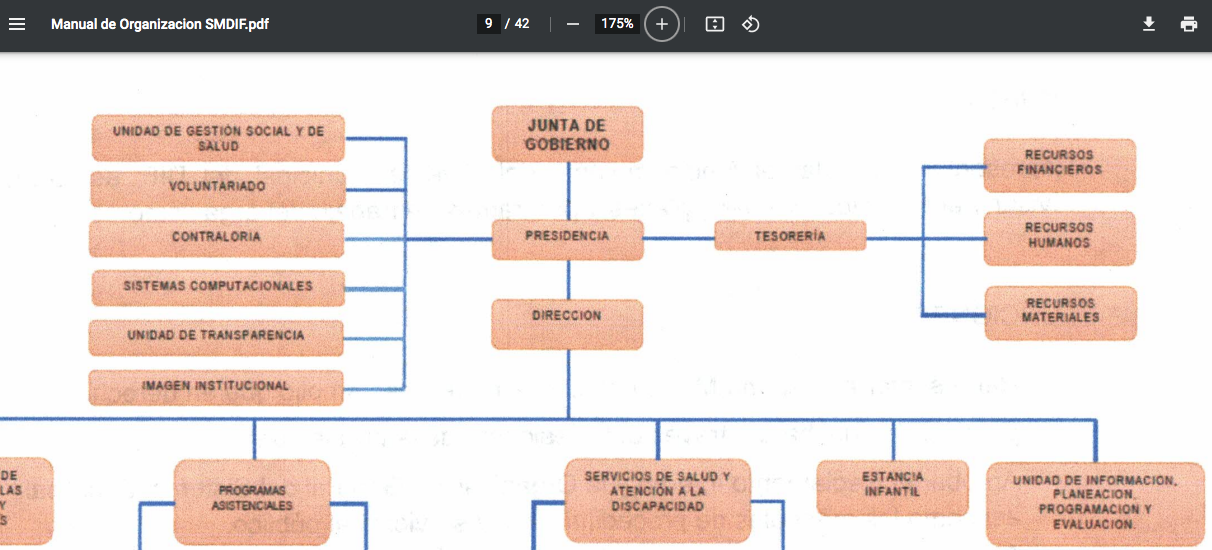 Manual de Organizacion SMDIF.pdf
9 / 42
175%
UNIDAD DE GESTIÓN SOCIAL Y DE
SALUD
VOLUNTARIADO
CONTRALORIA
SISTEMAS COMPUTACIONALES
UNIDAD DE TRANSPARENCIA
IMAGEN INSTITUCIONAL
JUNTA DE
GOBIERNO
PRESIDENCIA
DIRECCION
TESORERÍA
RECURSOS
FINANCIEROS
RECURSOS
HUMANOS
RECURSOS
MATERIALES
DE
LAS
Y
S
PROGRAMAS
ASISTENCIALES
SERVICIOS DE SALUD Y
ATENCIÓN A LA
DISCAPACIDAD
ESTANCIA
INFANTIL
UNIDAD DE INFORMACION,
PLANEACION,
PROGRAMACION Y
EVALUACION.